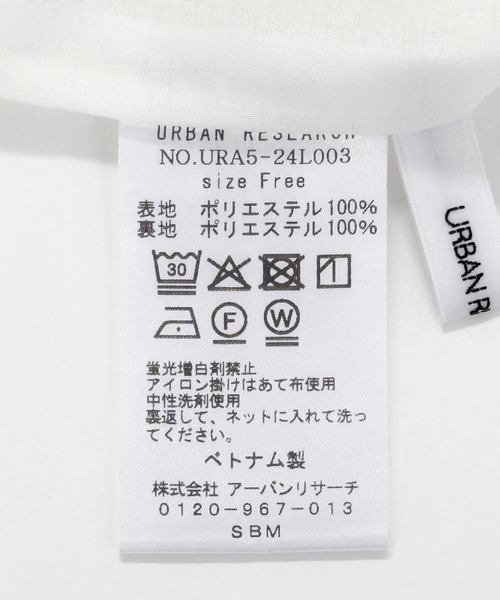 URBAN RESEARCH
NO.URA5-24L003
size Free
表地 ポリエステル100%
裏地 ポリエステル100%
30
F
W
蛍光増白剤禁止
アイロン掛けはあて布使用
中性洗剤使用
裏返して、ネットに入れて洗っ
てください。
ベトナム製
株式会社 アーバンリサーチ
0120-967-013
SBM
URBAN R